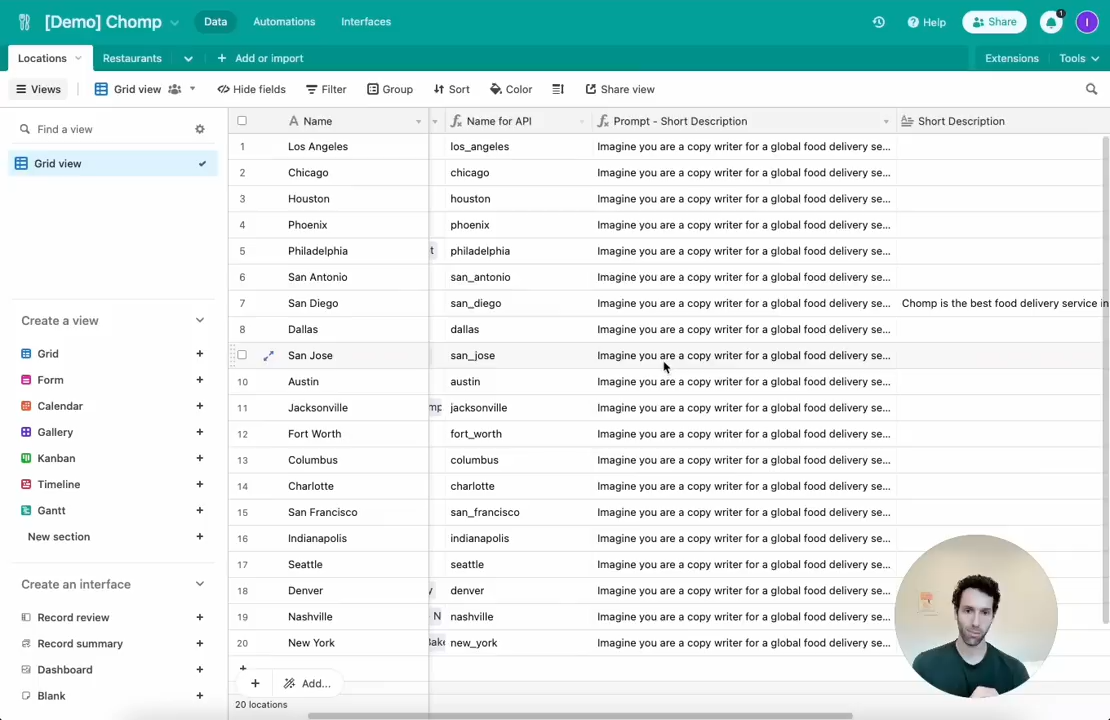 [Demo] Chomp
Data
Automations
Interfaces
Help
Share
1
I
Locations
Restaurants
Add or import
Extensions
Tools
Views
Grid view
Hide fields
Filter
Group
Sort
Color
Share view
Find a view
Grid view
Create a view
Grid
Form
Calendar
Gallery
Kanban
Timeline
Gantt
New section
Create an interface
Record review
Record summary
Dashboard
Blank
Name Name for API Prompt - Short Description Short Description
1 Los Angeles los_angeles Imagine you are a copy writer for a global food delivery se...
2 Chicago chicago Imagine you are a copy writer for a global food delivery se...
3 Houston houston Imagine you are a copy writer for a global food delivery se...
4 Phoenix phoenix Imagine you are a copy writer for a global food delivery se...
5 Philadelphia t philadelphia Imagine you are a copy writer for a global food delivery se...
6 San Antonio san_antonio Imagine you are a copy writer for a global food delivery se...
7 San Diego san_diego Imagine you are a copy writer for a global food delivery se... Chomp is the best food delivery service in
8 Dallas dallas Imagine you are a copy writer for a global food delivery se...
San Jose san_jose Imagine you are a copy writer for a global food delivery se...
10 Austin austin Imagine you are a copy writer for a global food delivery se...
11 Jacksonville mp jacksonville Imagine you are a copy writer for a global food delivery se...
12 Fort Worth fort_worth Imagine you are a copy writer for a global food delivery se...
13 Columbus columbus Imagine you are a copy writer for a global food delivery se...
14 Charlotte charlotte Imagine you are a copy writer for a global food delivery se...
15 San Francisco san_francisco Imagine you are a copy writer for a global food delivery se...
16 Indianapolis indianapolis Imagine you are a copy writer for a global food delivery se...
17 Seattle seattle Imagine you are a copy writer for a global food delivery se...
18 Denver y denver Imagine you are a copy writer for a global food delivery se...
19 Nashville N nashville Imagine you are a copy writer for a global food delivery se...
20 New York Bake new_york Imagine you are a copy writer for a global food delivery se...
Add...
20 locations